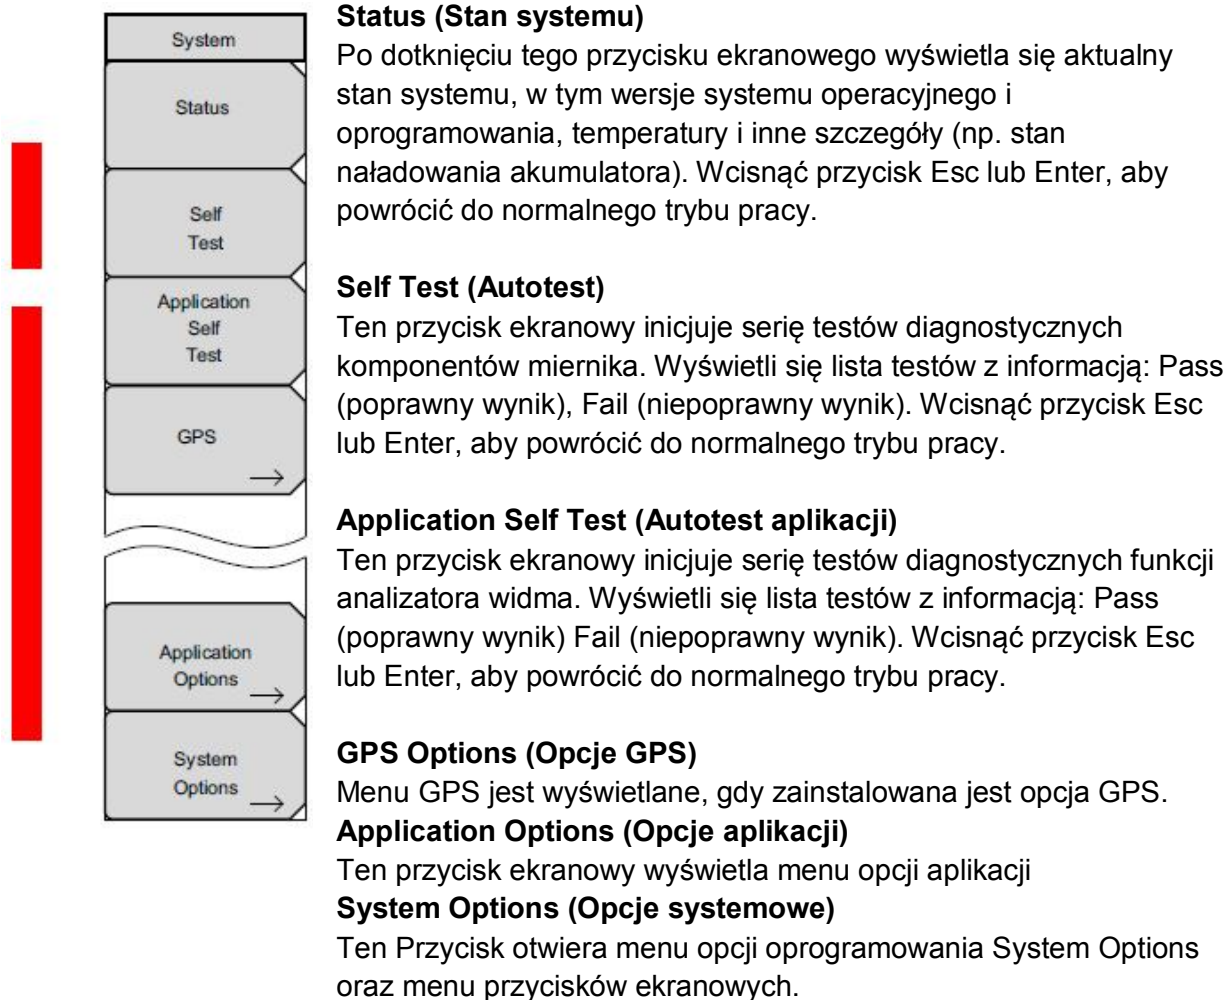 System
Status
Self
Test
Application
Self
Test
GPS
Application
Options
System
Options
Status (Stan systemu)
Po dotknięciu tego przycisku ekranowego wyświetla się aktualny
stan systemu, w tym wersje systemu operacyjnego i
oprogramowania, temperatury i inne szczegóły (np. stan
naładowania akumulatora). Wcisnąć przycisk Esc lub Enter, aby
powrócić do normalnego trybu pracy.
Self Test (Autotest)
Ten przycisk ekranowy inicjuje serię testów diagnostycznych
komponentów miernika. Wyświetli się lista testów z informacją: Pass
(poprawny wynik), Fail (niepoprawny wynik). Wcisnąć przycisk Esc
lub Enter, aby powrócić do normalnego trybu pracy.
Application Self Test (Autotest aplikacji)
Ten przycisk ekranowy inicjuje serię testów diagnostycznych funkcji
analizatora widma. Wyświetli się lista testów z informacją: Pass
(poprawny wynik) Fail (niepoprawny wynik). Wcisnąć przycisk Esc
lub Enter, aby powrócić do normalnego trybu pracy.
GPS Options (Opcje GPS)
Menu GPS jest wyświetlane, gdy zainstalowana jest opcja GPS.
Application Options (Opcje aplikacji)
Ten przycisk ekranowy wyświetla menu opcji aplikacji
System Options (Opcje systemowe)
Ten Przycisk otwiera menu opcji oprogramowania System Options
oraz menu przycisków ekranowych.